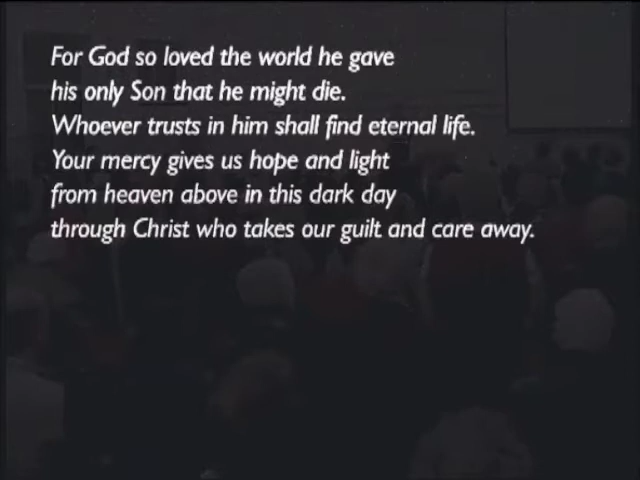 For God so loved the world he gave
his only Son that he might die.
Whoever trusts in him shall find eternal life.
Your mercy gives us hope and light
from heaven above in this dark day
through Christ who takes our guilt and care away.